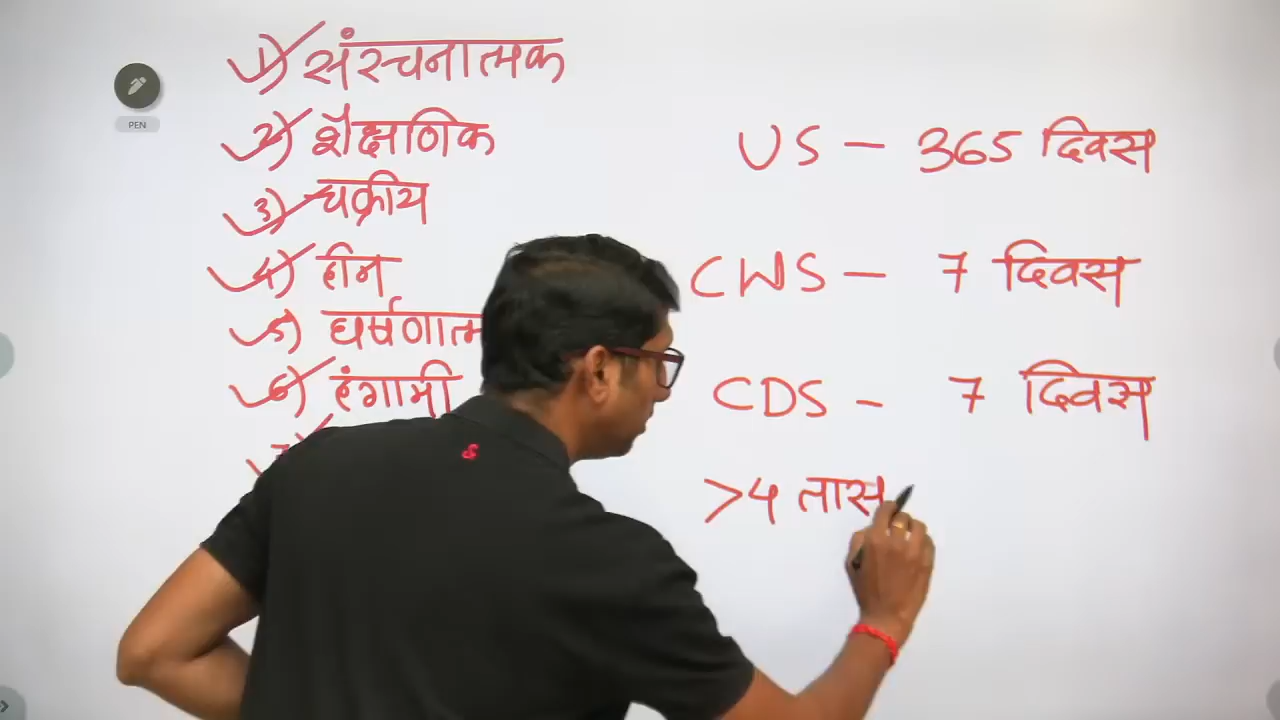 1) संरचनात्मक
2) शैक्षणिक
3) चक्रीय
4) हीन
5) घर्षणात्म
6) हंगामी
7)
PEN
US - 365 दिवस
CWS - 7 दिवस
CDS - 7 दिवस
>4 तास